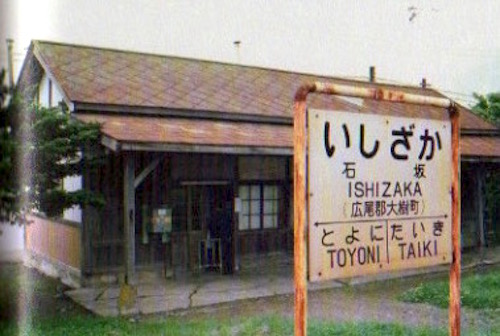 いしざか
石坂
ISHIZAKA
（広尾郡大樹町）
とよに たいき
TOYONI TAIKI